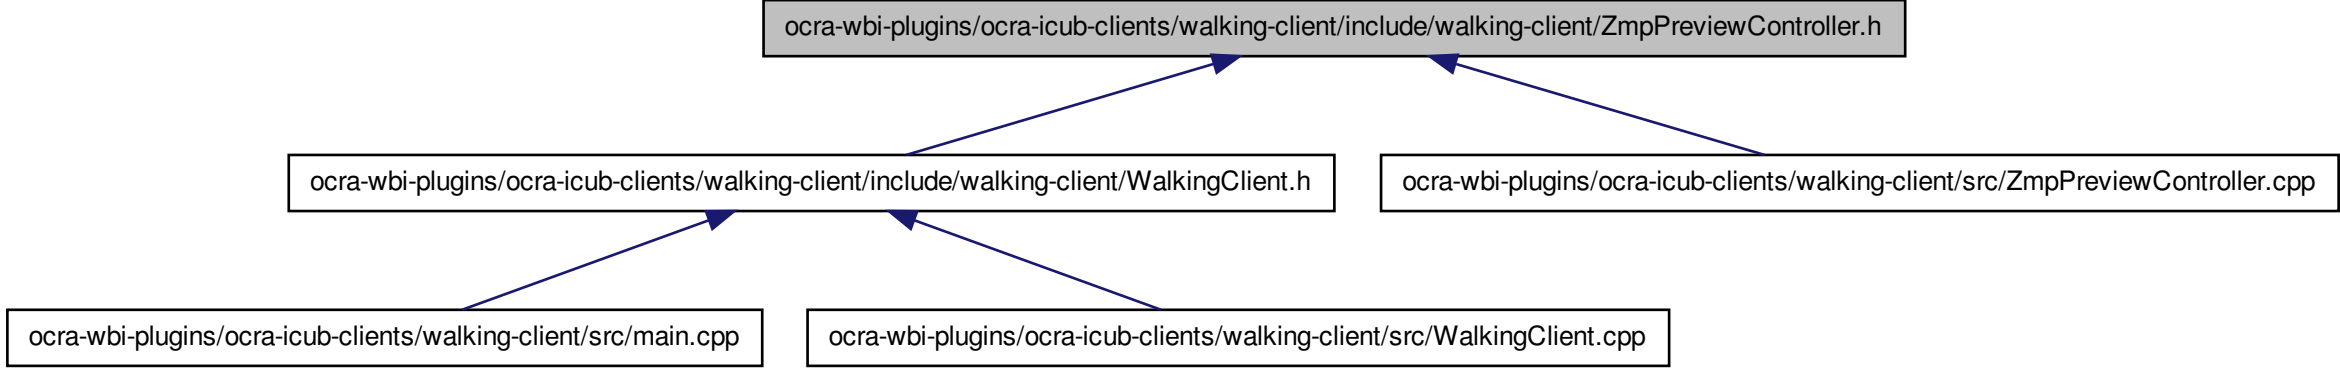 ocra-wbi-plugins/ocra-icub-clients/walking-client/include/walking-client/ZmpPreviewController.h
ocra-wbi-plugins/ocra-icub-clients/walking-client/include/walking-client/WalkingClient.h
ocra-wbi-plugins/ocra-icub-clients/walking-client/src/ZmpPreviewController.cpp
ocra-wbi-plugins/ocra-icub-clients/walking-client/src/main.cpp
ocra-wbi-plugins/ocra-icub-clients/walking-client/src/WalkingClient.cpp